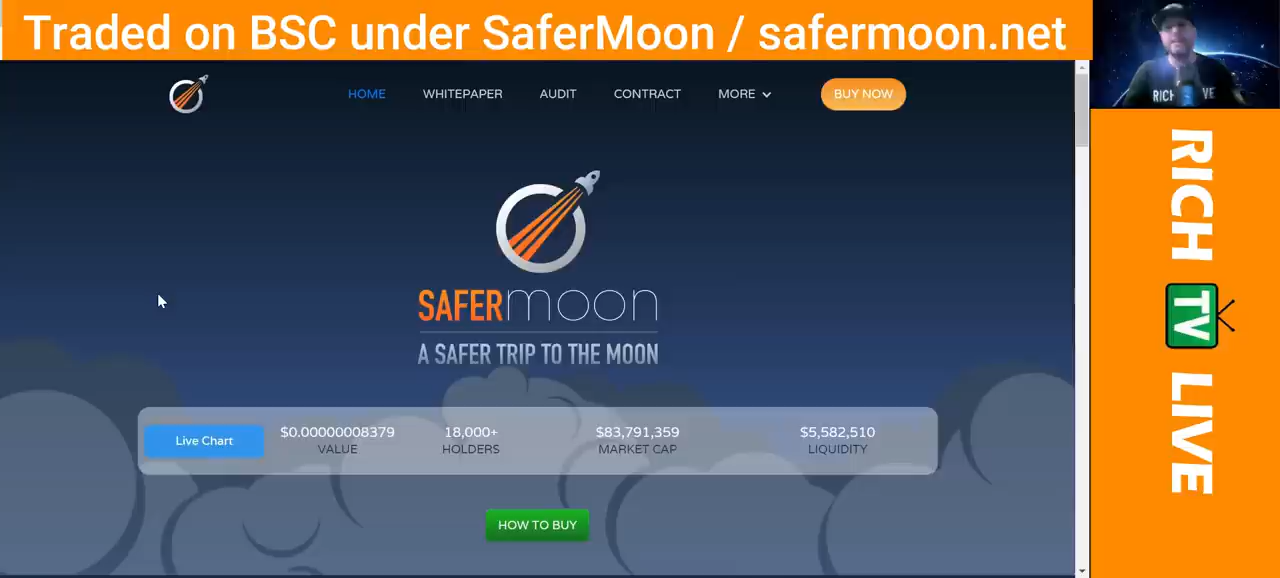 Traded on BSC under SaferMoon / safermoon.net
HOME WHITEPAPER AUDIT CONTRACT MORE BUY NOW
SAFERmoon
A SAFER TRIP TO THE MOON
Live Chart
$0.00000008379 18,000+ $83,791,359 $5,582,510
VALUE HOLDERS MARKET CAP LIQUIDITY
HOW TO BUY
RICH TV LIVE